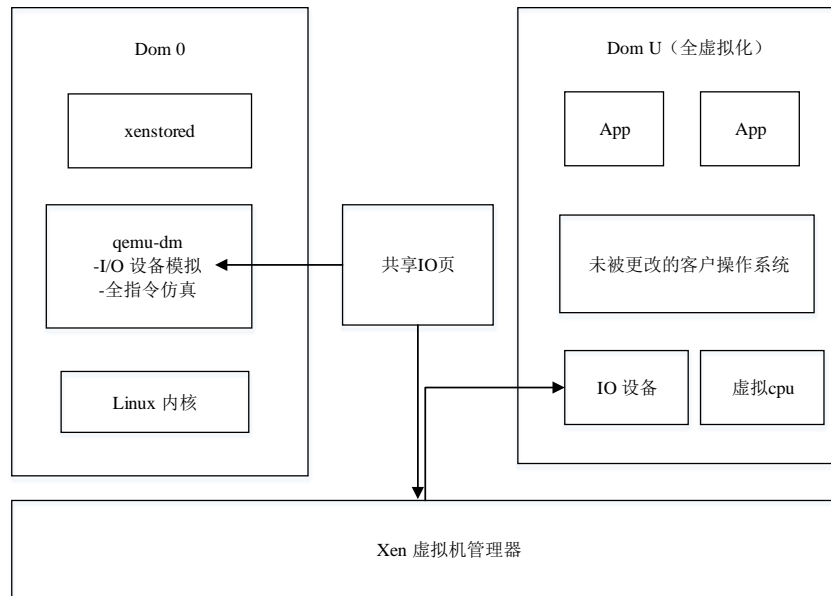 Dom 0
xenstored
qemu-dm
-I/O 设备模拟
-全指令仿真
Linux 内核
共享IO页
Dom U（全虚拟化）
App
App
未被更改的客户操作系统
IO 设备
虚拟cpu
Xen 虚拟机管理器